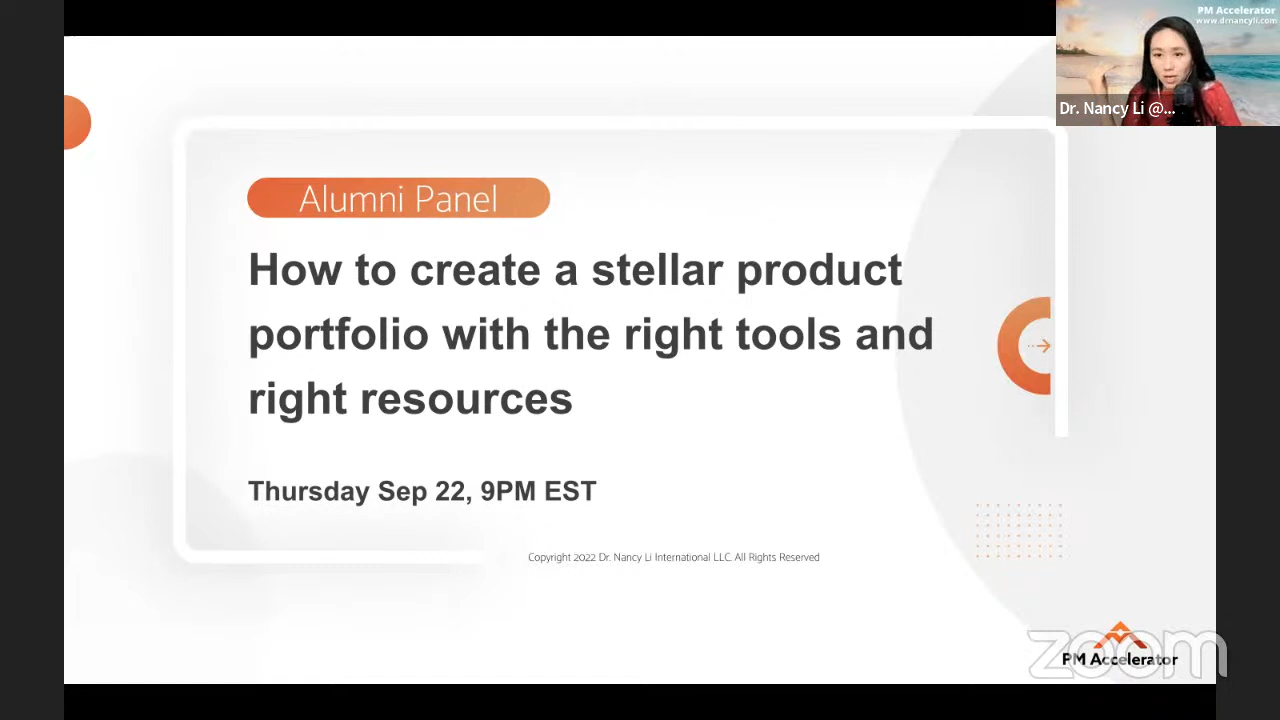 PM Accelerator
www.drnancyli.com
Dr. Nancy Li @...
Alumni Panel
How to create a stellar product
portfolio with the right tools and
right resources
Thursday Sep 22, 9PM EST
Copyright 2022 Dr. Nancy Li International LLC. All Rights Reserved
zoom
PM Accelerator